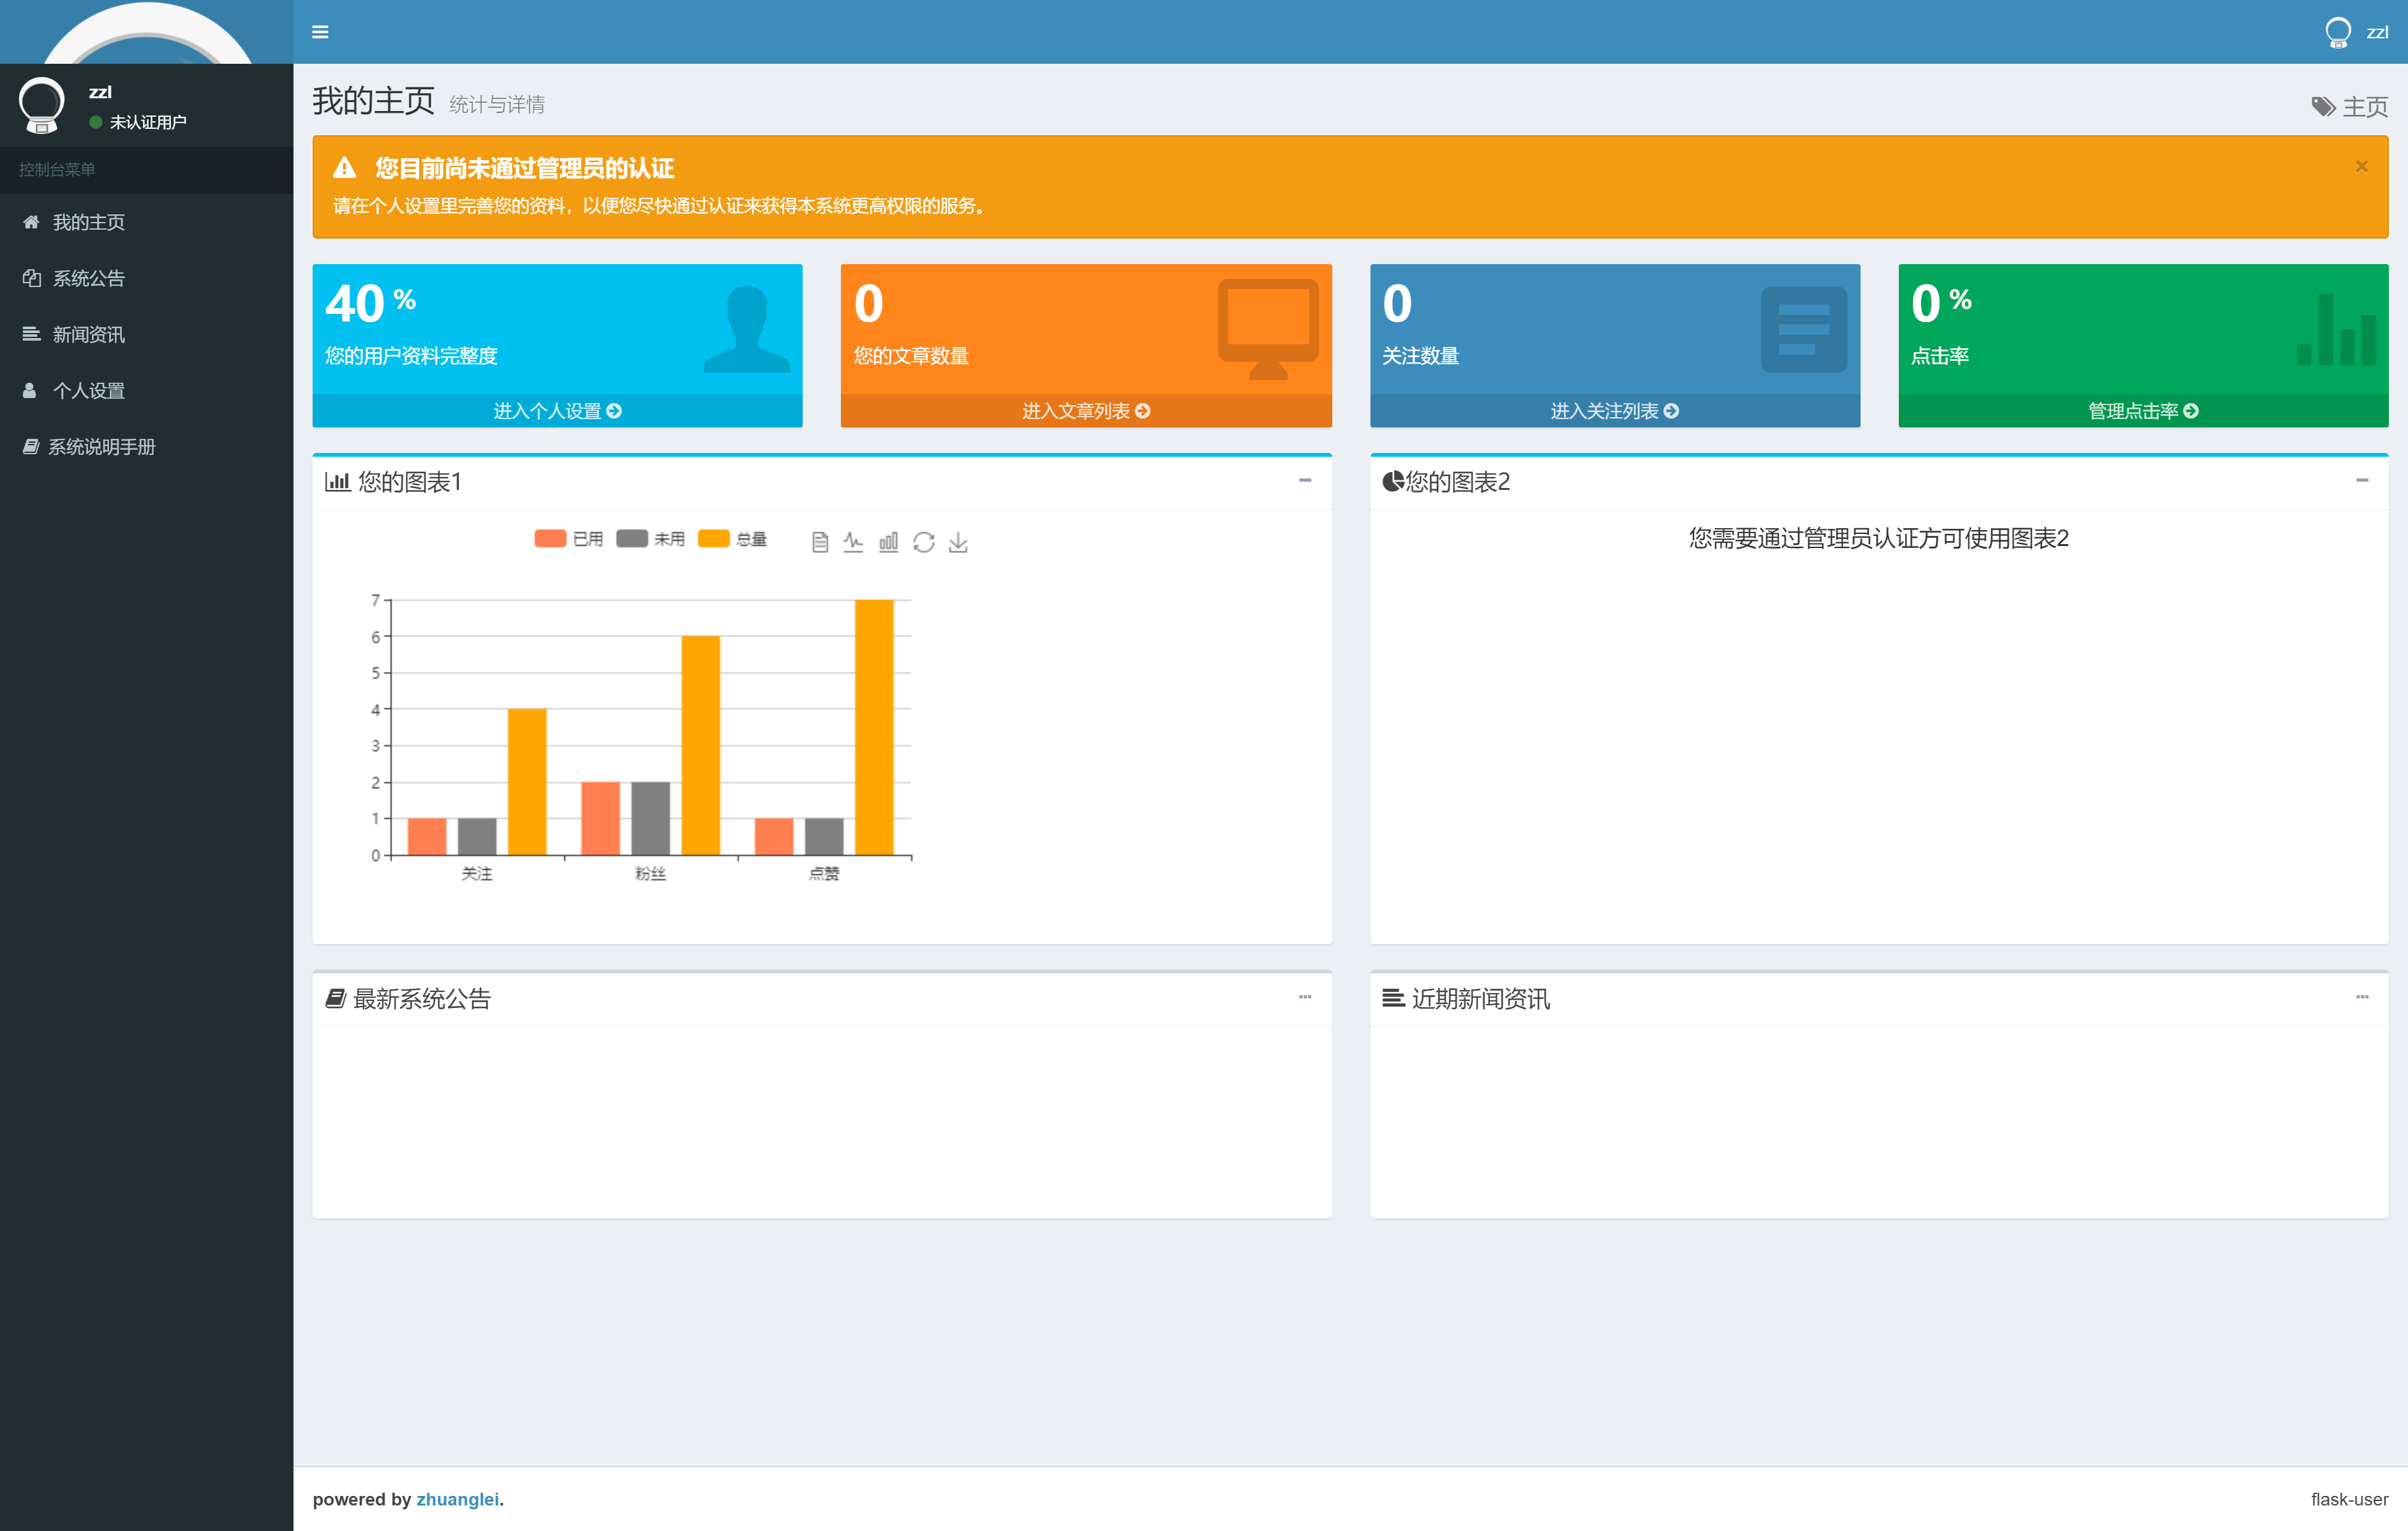 zzl
zzl
未认证用户
控制台菜单
我的主页
系统公告
新闻资讯
个人设置
系统说明手册
我的主页 统计与详情
主页
您目前尚未通过管理员的认证
×
请在个人设置里完善您的资料，以便您尽快通过认证来获得本系统更高权限的服务。
40 %
您的用户资料完整度
进入个人设置
0
您的文章数量
进入文章列表
0
关注数量
进入关注列表
0 %
点击率
管理点击率
您的图表1
已用 未用 总量
7
6
5
4
3
2
1
0
关注 粉丝 点赞
您的图表2
您需要通过管理员认证方可使用图表2
最新系统公告
近期新闻资讯
powered by zhuanglei.
flask-user